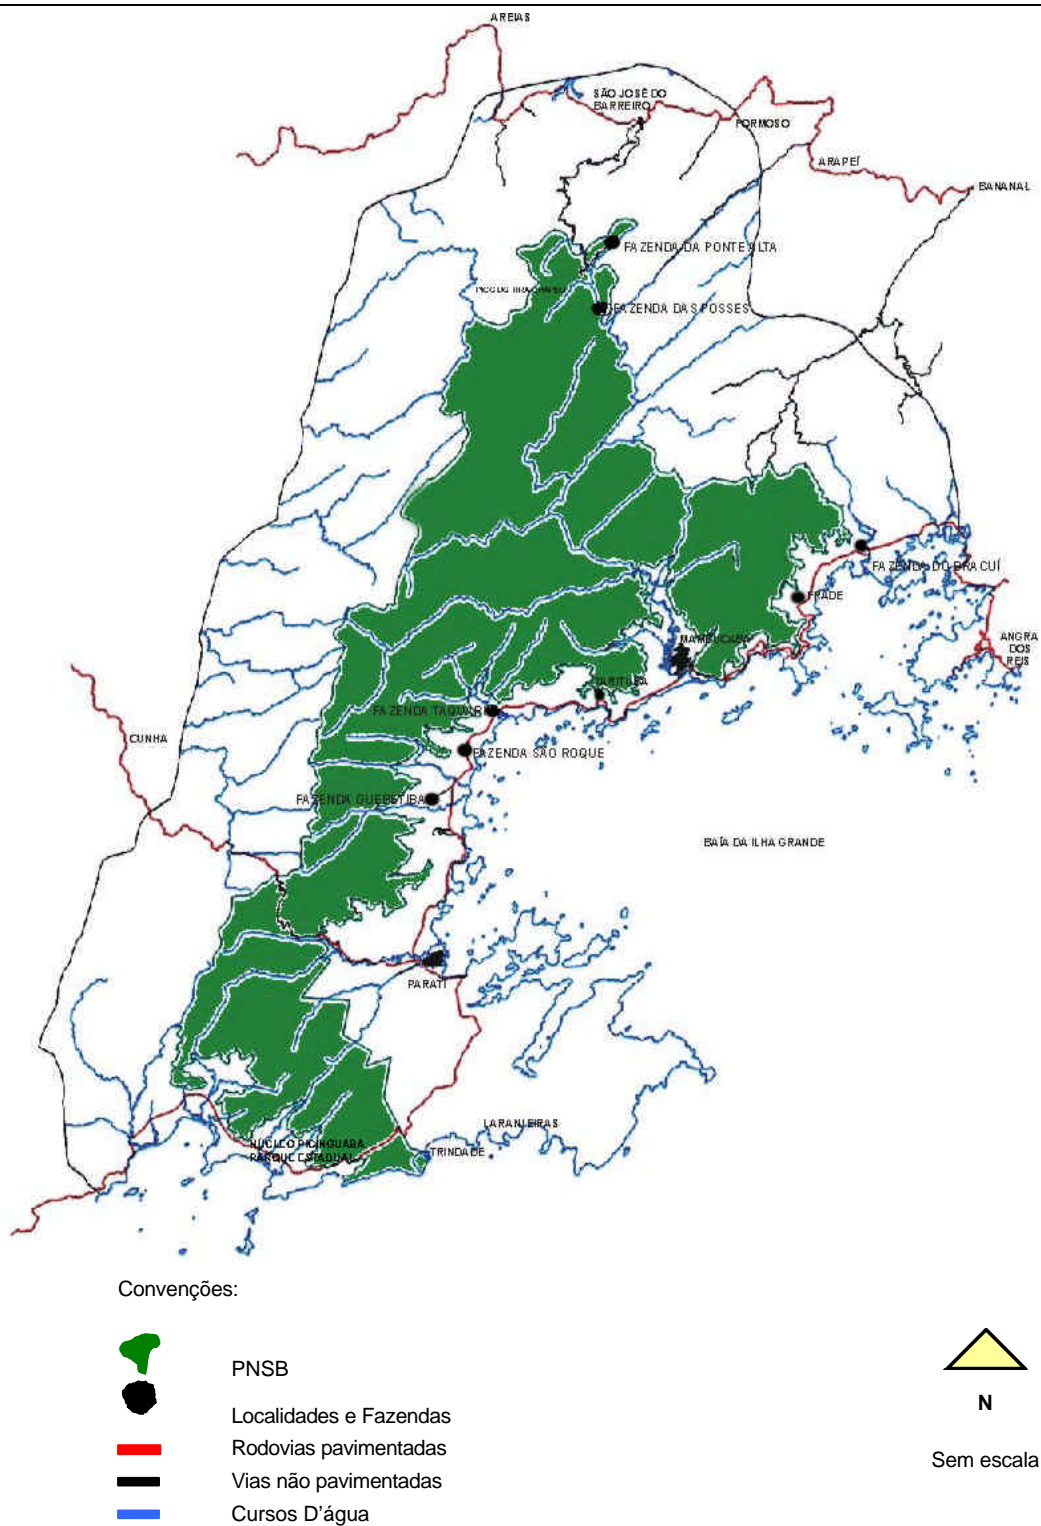 AREIAS
SÃO JOSÉ DO
BARREIRO
FORMOSO
ARAPEÍ
BANANAL
FAZENDA DA PONTE ALTA
FAZENDA DAS POSSES
FAZENDA DO BRACUÍ
FRADE
ANGRA
DOS
REIS
MAMBUCABA
TARITUBA
FAZENDA TAQUARI
CUNHA
FAZENDA SÃO ROQUE
FAZENDA GUEBETIBA
BAÍA DA ILHA GRANDE
PARATI
LARANJEIRAS
NÚCLEO PICINGUABA
PARQUE ESTADUAL
TRINDADE
Convenções:
PNSB
Localidades e Fazendas
Rodovias pavimentadas
Vias não pavimentadas
Cursos D'água
N
Sem escala